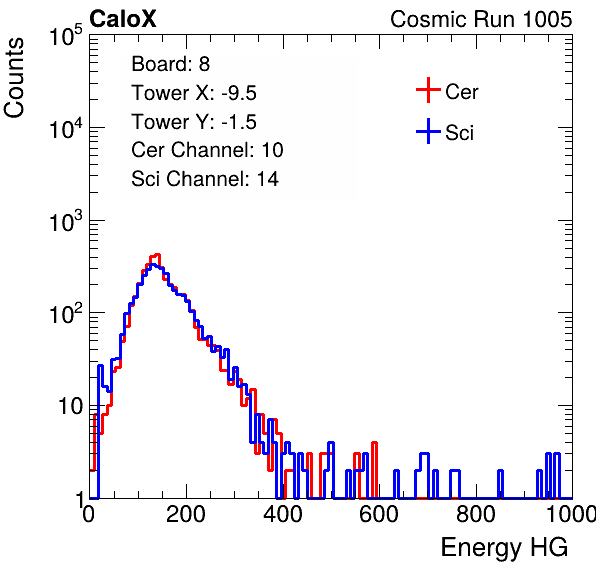 CaloX Cosmic Run 1005
Counts
10^5
10^4
10^3
10^2
10
1
Board: 8
Tower X: -9.5
Tower Y: -1.5
Cer Channel: 10
Sci Channel: 14
Cer
Sci
0 200 400 600 800 1000
Energy HG